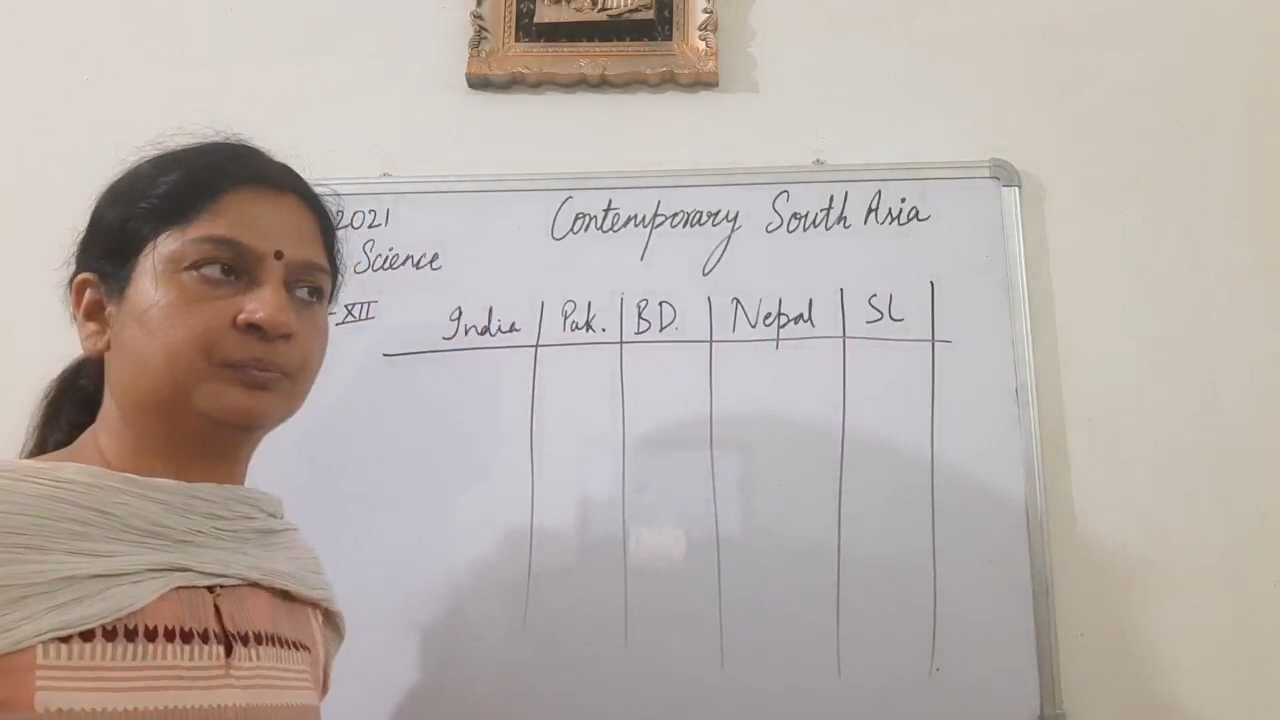 2021
Contemporary South Asia
Science
-XII
India Pak. BD. Nepal SL